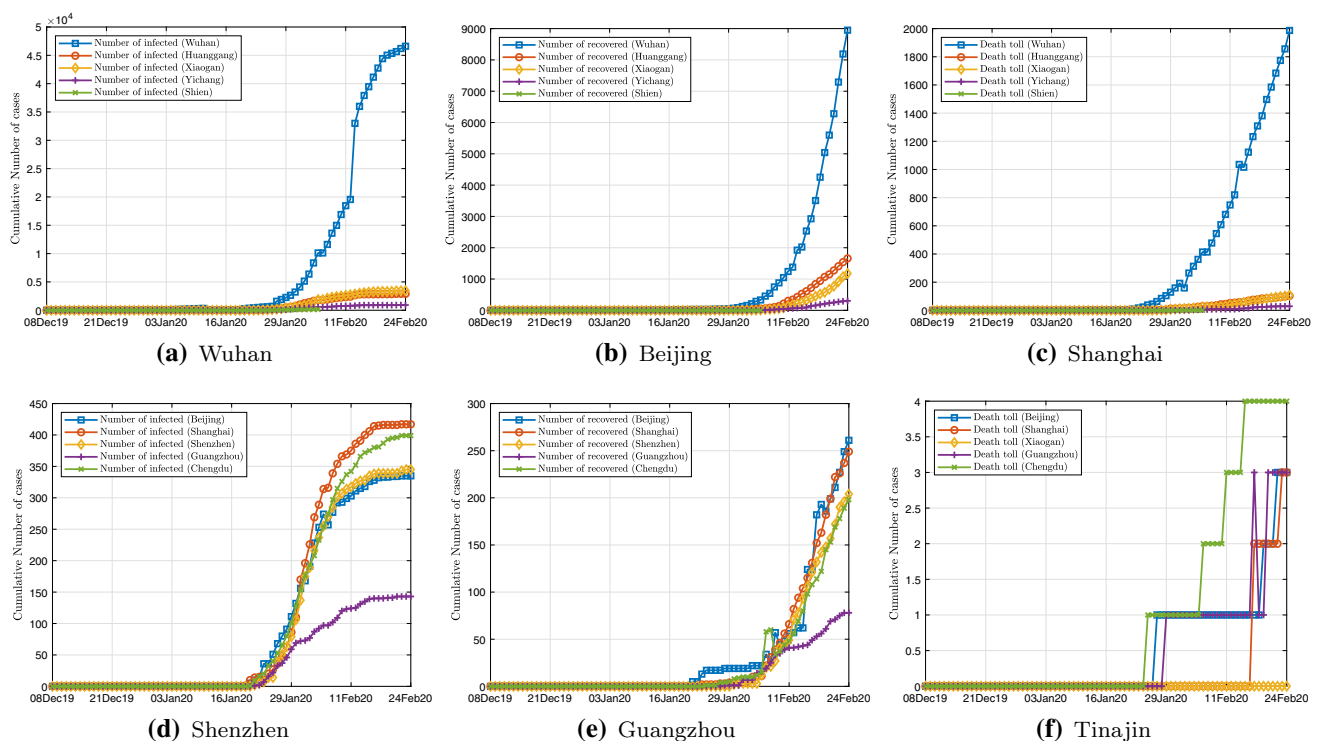 ×10⁴
Cumulative Number of cases
5
4.5
4
3.5
3
2.5
2
1.5
1
0.5
0
Number of infected (Wuhan)
Number of infected (Huanggang)
Number of infected (Xiaogan)
Number of infected (Yichang)
Number of infected (Shien)
08Dec19 21Dec19 03Jan20 16Jan20 29Jan20 11Feb20 24Feb20
(a) Wuhan
Cumulative Number of cases
9000
8000
7000
6000
5000
4000
3000
2000
1000
0
Number of recovered (Wuhan)
Number of recovered (Huanggang)
Number of recovered (Xiaogan)
Number of recovered (Yichang)
Number of recovered (Shien)
08Dec19 21Dec19 03Jan20 16Jan20 29Jan20 11Feb20 24Feb20
(b) Beijing
Cumulative Number of cases
2000
1800
1600
1400
1200
1000
800
600
400
200
0
Death toll (Wuhan)
Death toll (Huanggang)
Death toll (Xiaogan)
Death toll (Yichang)
Death toll (Shien)
08Dec19 21Dec19 03Jan20 16Jan20 29Jan20 11Feb20 24Feb20
(c) Shanghai
Cumulative Number of cases
450
400
350
300
250
200
150
100
50
0
Number of infected (Beijing)
Number of infected (Shanghai)
Number of infected (Shenzhen)
Number of infected (Guangzhou)
Number of infected (Chengdu)
08Dec19 21Dec19 03Jan20 16Jan20 29Jan20 11Feb20 24Feb20
(d) Shenzhen
Cumulative Number of cases
300
250
200
150
100
50
0
Number of recovered (Beijing)
Number of recovered (Shanghai)
Number of recovered (Shenzhen)
Number of recovered (Guangzhou)
Number of recovered (Chengdu)
08Dec19 21Dec19 03Jan20 16Jan20 29Jan20 11Feb20 24Feb20
(e) Guangzhou
Cumulative Number of cases
4
3.5
3
2.5
2
1.5
1
0.5
0
Death toll (Beijing)
Death toll (Shanghai)
Death toll (Xiaogan)
Death toll (Guangzhou)
Death toll (Chengdu)
08Dec19 21Dec19 03Jan20 16Jan20 29Jan20 11Feb20 24Feb20
(f) Tinajin